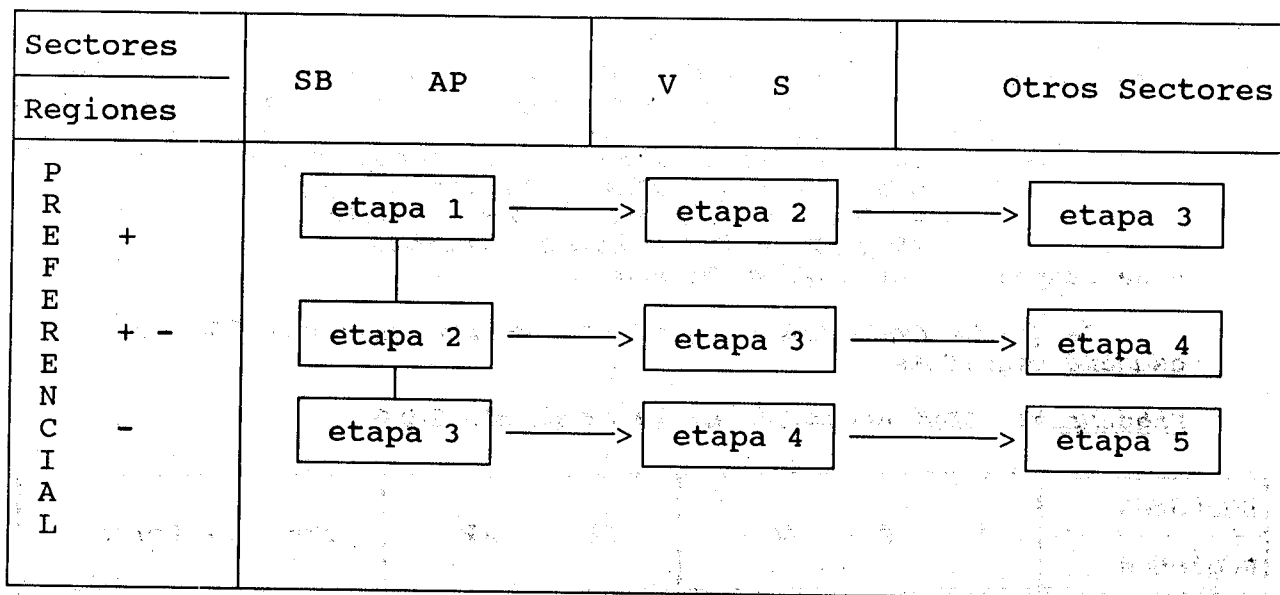 Sectores
Regiones
SB AP
V S
Otros Sectores
P
R
E +
F
E
R + -
E
N
C -
I
A
L
etapa 1 ———> etapa 2 ———> etapa 3
etapa 2 ———> etapa 3 ———> etapa 4
etapa 3 ———> etapa 4 ———> etapa 5